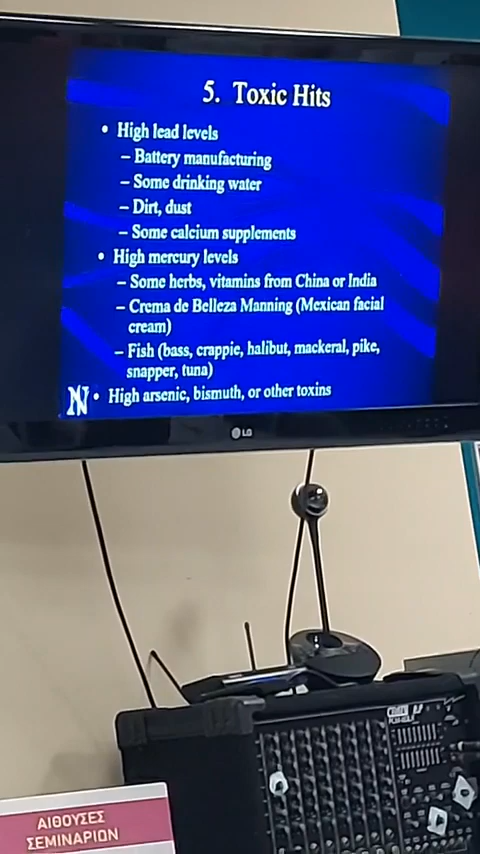 5. Toxic Hits
• High lead levels
– Battery manufacturing
– Some drinking water
– Dirt, dust
– Some calcium supplements
• High mercury levels
– Some herbs, vitamins from China or India
– Crema de Belleza Manning (Mexican facial
cream)
– Fish (bass, crappie, halibut, mackeral, pike,
snapper, tuna)
N • High arsenic, bismuth, or other toxins
LG
ΑΙΘΟΥΣΕΣ
ΣΕΜΙΝΑΡΙΩΝ